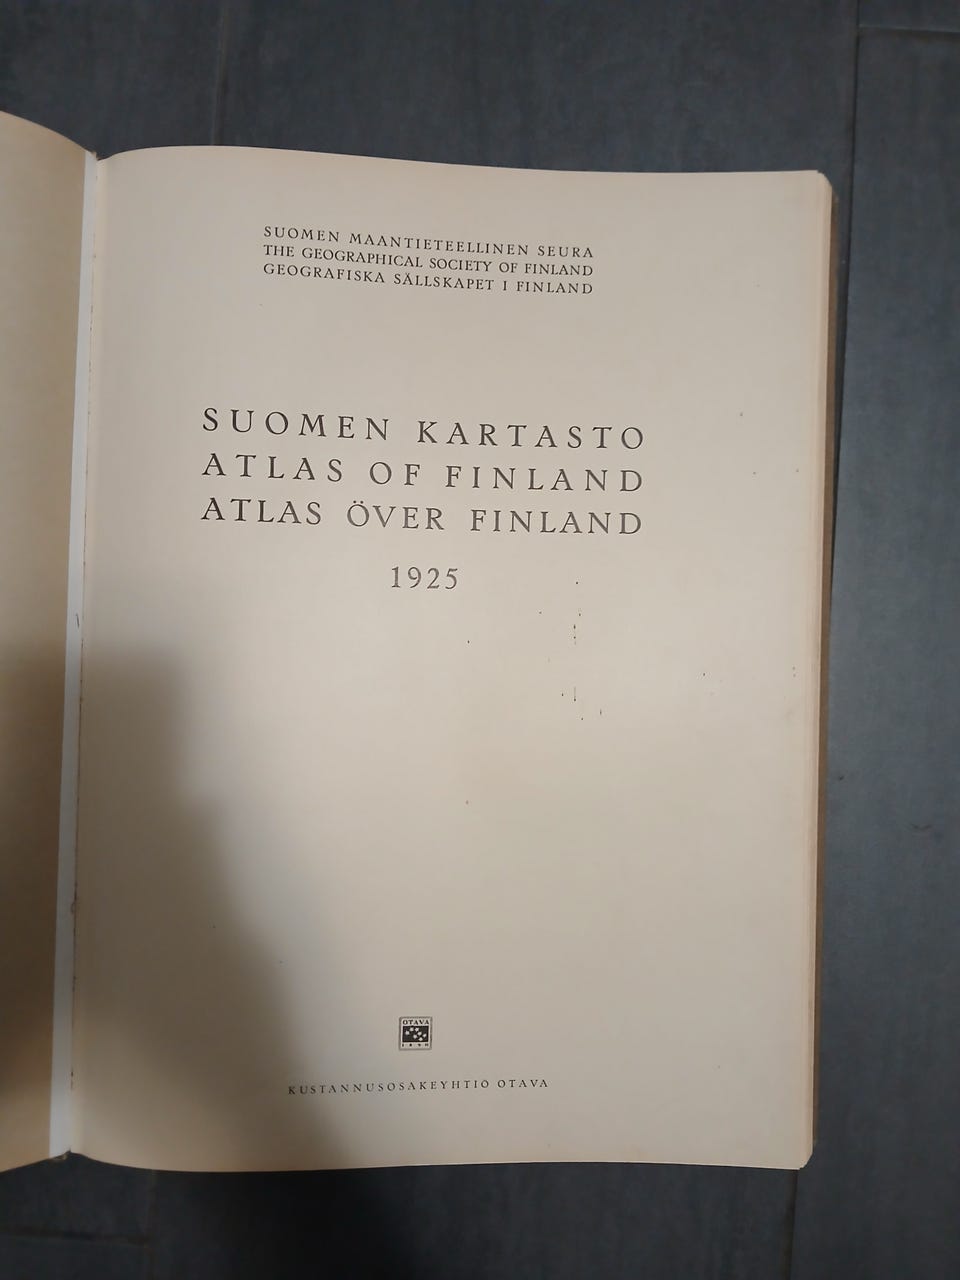 SUOMEN MAANTIETEELLINEN SEURA
THE GEOGRAPHICAL SOCIETY OF FINLAND
GEOGRAFISKA SÄLLSKAPET I FINLAND
SUOMEN KARTASTO
ATLAS OF FINLAND
ATLAS ÖVER FINLAND
1925
OTAVA
1890
KUSTANNUSOSAKEYHTIÖ OTAVA